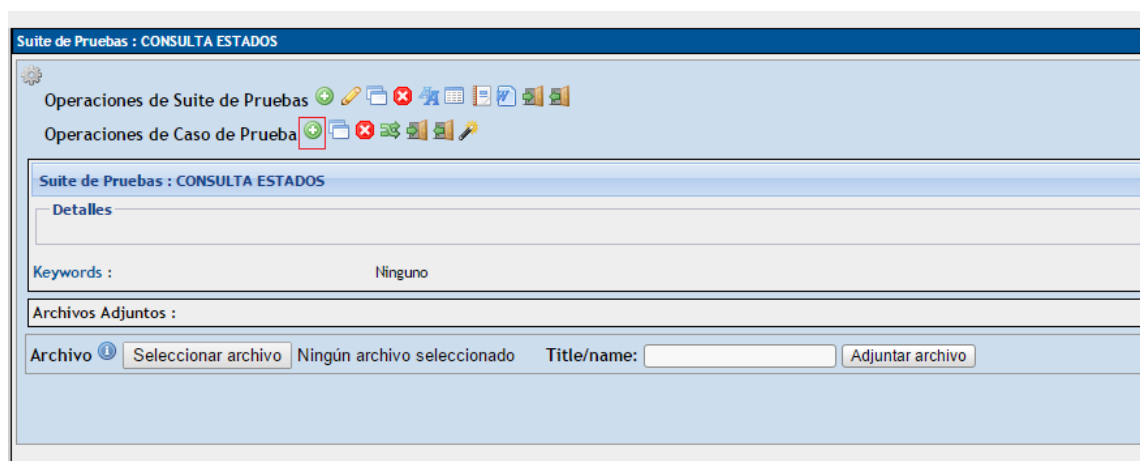 Suite de Pruebas : CONSULTA ESTADOS
Operaciones de Suite de Pruebas
Operaciones de Caso de Prueba
Suite de Pruebas : CONSULTA ESTADOS
Detalles
Keywords : Ninguno
Archivos Adjuntos :
Archivo Seleccionar archivo Ningún archivo seleccionado Title/name: Adjuntar archivo